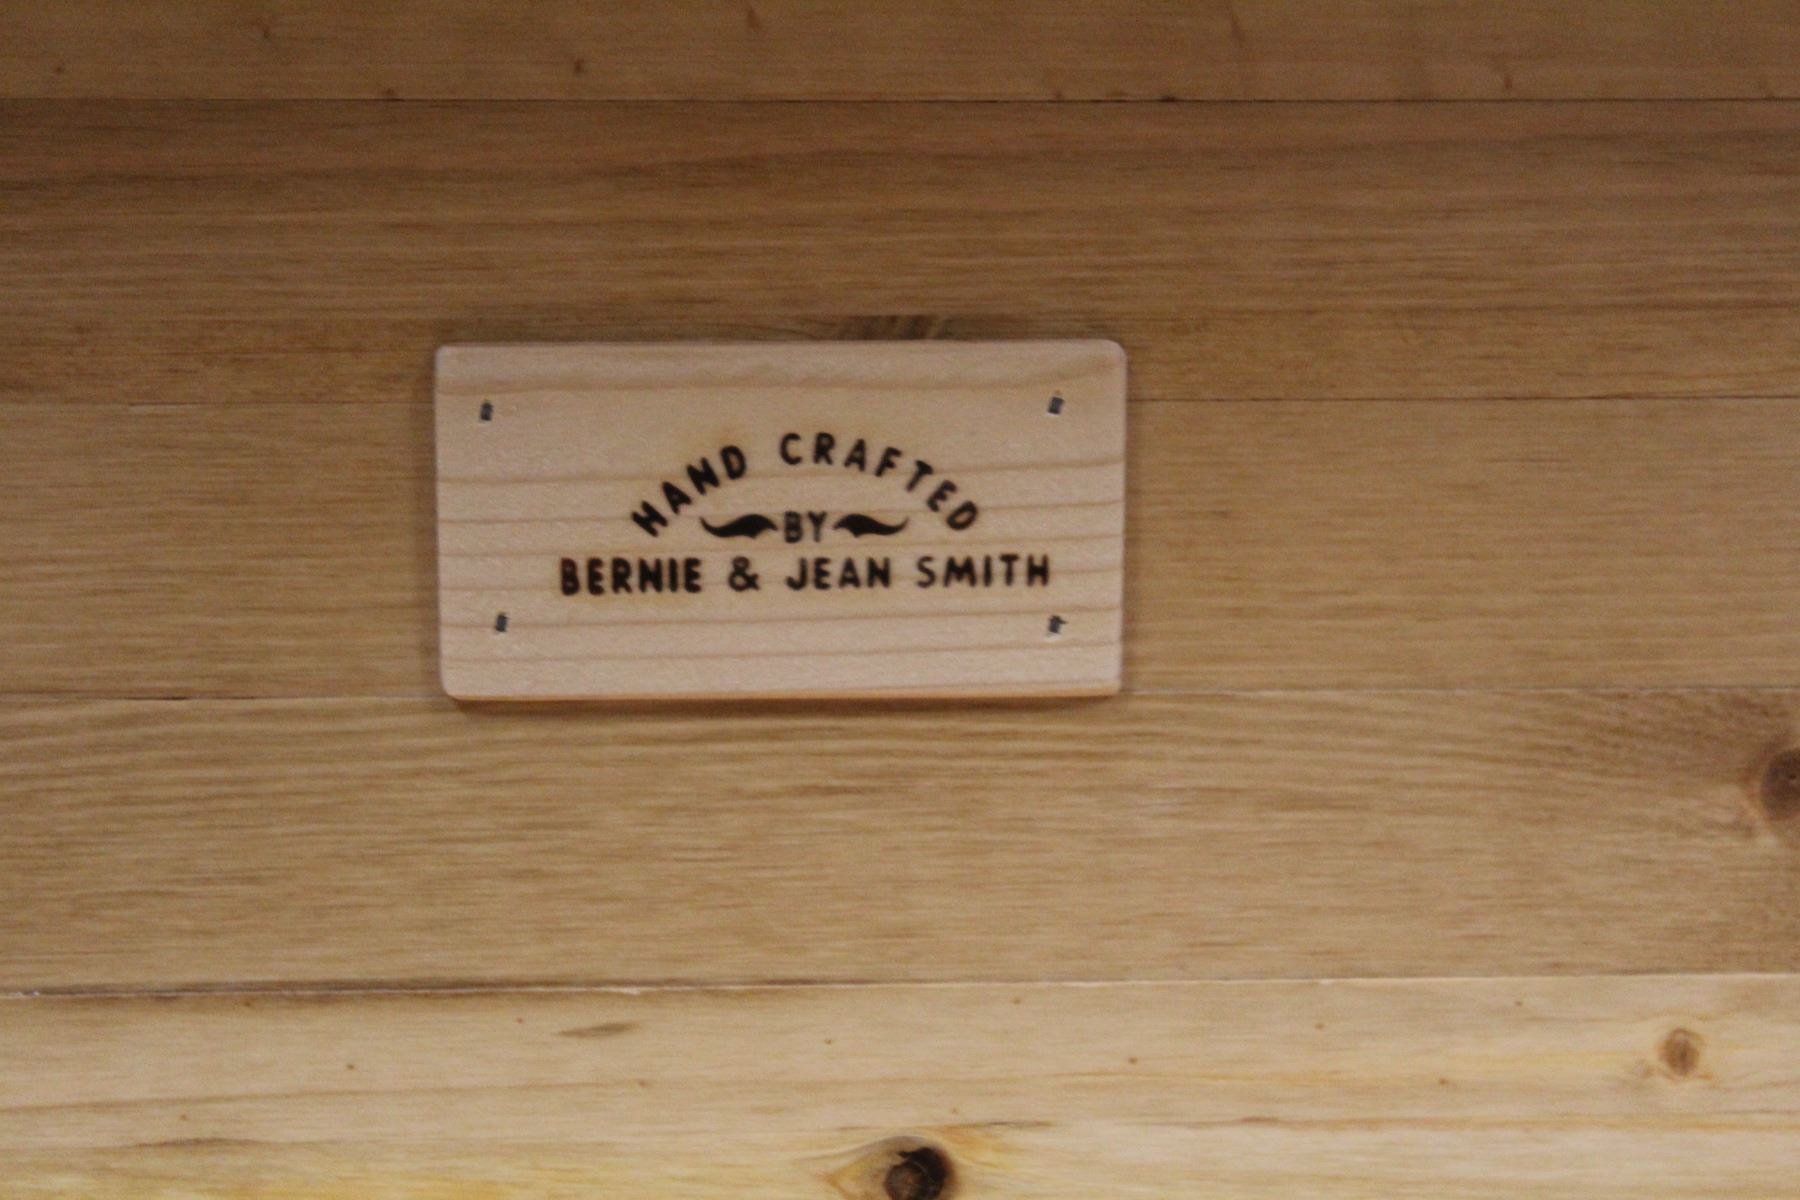 HAND CRAFTED
BY
BERNIE & JEAN SMITH